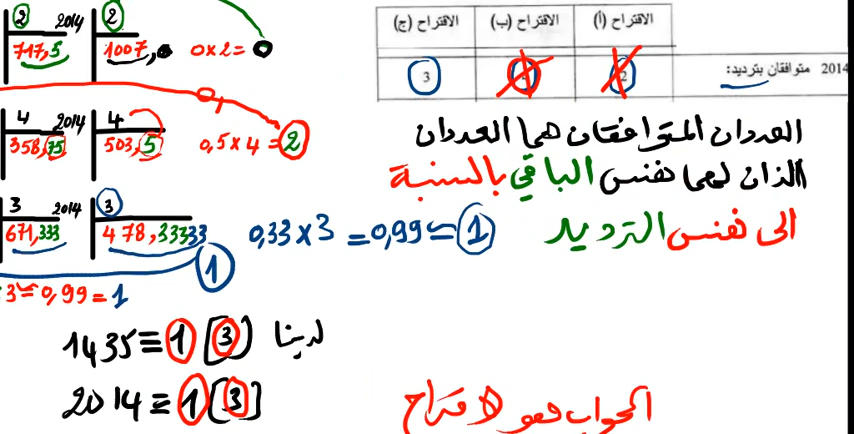 الاقتراح (أ) الاقتراح (ب) الاقتراح (ج)
2014 متوافقان بترديد: 2 3
2 2014 2
717,5 1007, 0x2= 0
4 2014 4
358,75 503,5 0,5x4=2
3 2014 3
671,333 478,33333 0,33x3=0,99≃1
1
3≃0,99=1
العددان المتوافقان هما العددان
الذان لهما نفس الباقي بالنسبة
الى نفس الترديد
لدينا 1435≡1[3]
2014≡1[3]
الجواب هو الاقتراح